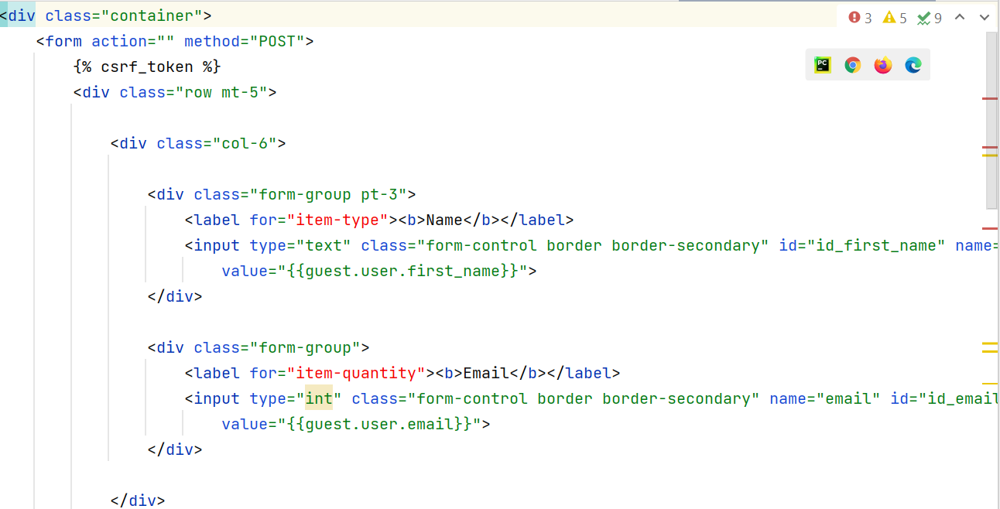 <div class="container">
3 5 9
<form action="" method="POST">
{% csrf_token %}
PC
<div class="row mt-5">
<div class="col-6">
<div class="form-group pt-3">
<label for="item-type"><b>Name</b></label>
<input type="text" class="form-control border border-secondary" id="id_first_name" name=
value="{{guest.user.first_name}}">
</div>
<div class="form-group">
<label for="item-quantity"><b>Email</b></label>
<input type="int" class="form-control border border-secondary" name="email" id="id_email
value="{{guest.user.email}}">
</div>
</div>